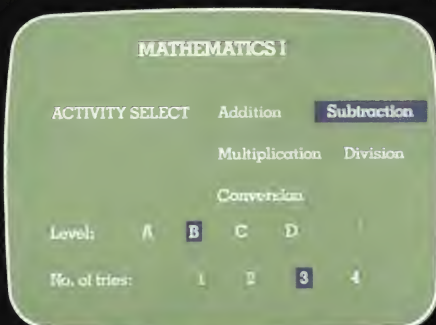 MATHEMATICS I
ACTIVITY SELECT Addition Subtraction
Multiplication Division
Conversion
Level: A B C D
No. of tries: 1 2 3 4